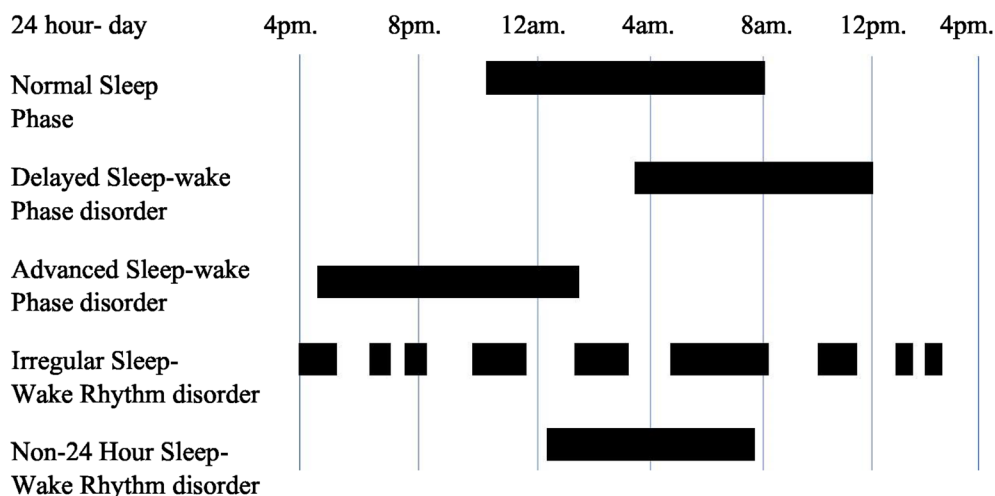 24 hour- day 4pm. 8pm. 12am. 4am. 8am. 12pm. 4pm.
Normal Sleep
Phase
Delayed Sleep-wake
Phase disorder
Advanced Sleep-wake
Phase disorder
Irregular Sleep-
Wake Rhythm disorder
Non-24 Hour Sleep-
Wake Rhythm disorder